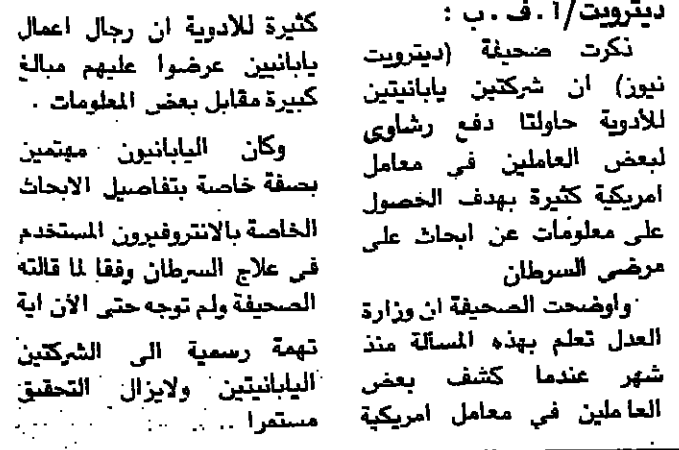 ديترويت/أ . ف . ب :
ذكرت صحيفة (ديترويت
نيوز) ان شركتين يابانيتين
للأدوية حاولتا دفع رشاوى
لبعض العاملين في معامل
امريكية كثيرة بهدف الحصول
على معلومات عن ابحاث على
مرضى السرطان
واوضحت الصحيفة ان وزارة
العدل تعلم بهذه المسألة منذ
شهر عندما كشف بعض
العاملين في معامل امريكية
كثيرة للادوية ان رجال اعمال
يابانيين عرضوا عليهم مبالغ
كبيرة مقابل بعض المعلومات .
وكان اليابانيون مهتمين
بصفة خاصة بتفاصيل الابحاث
الخاصة بالانتروفيرون المستخدم
في علاج السرطان وفقا لما قالته
الصحيفة ولم توجه حتى الآن اية
تهمة رسمية الى الشركتين
اليابانيتين ولايزال التحقيق
مستمرا ..